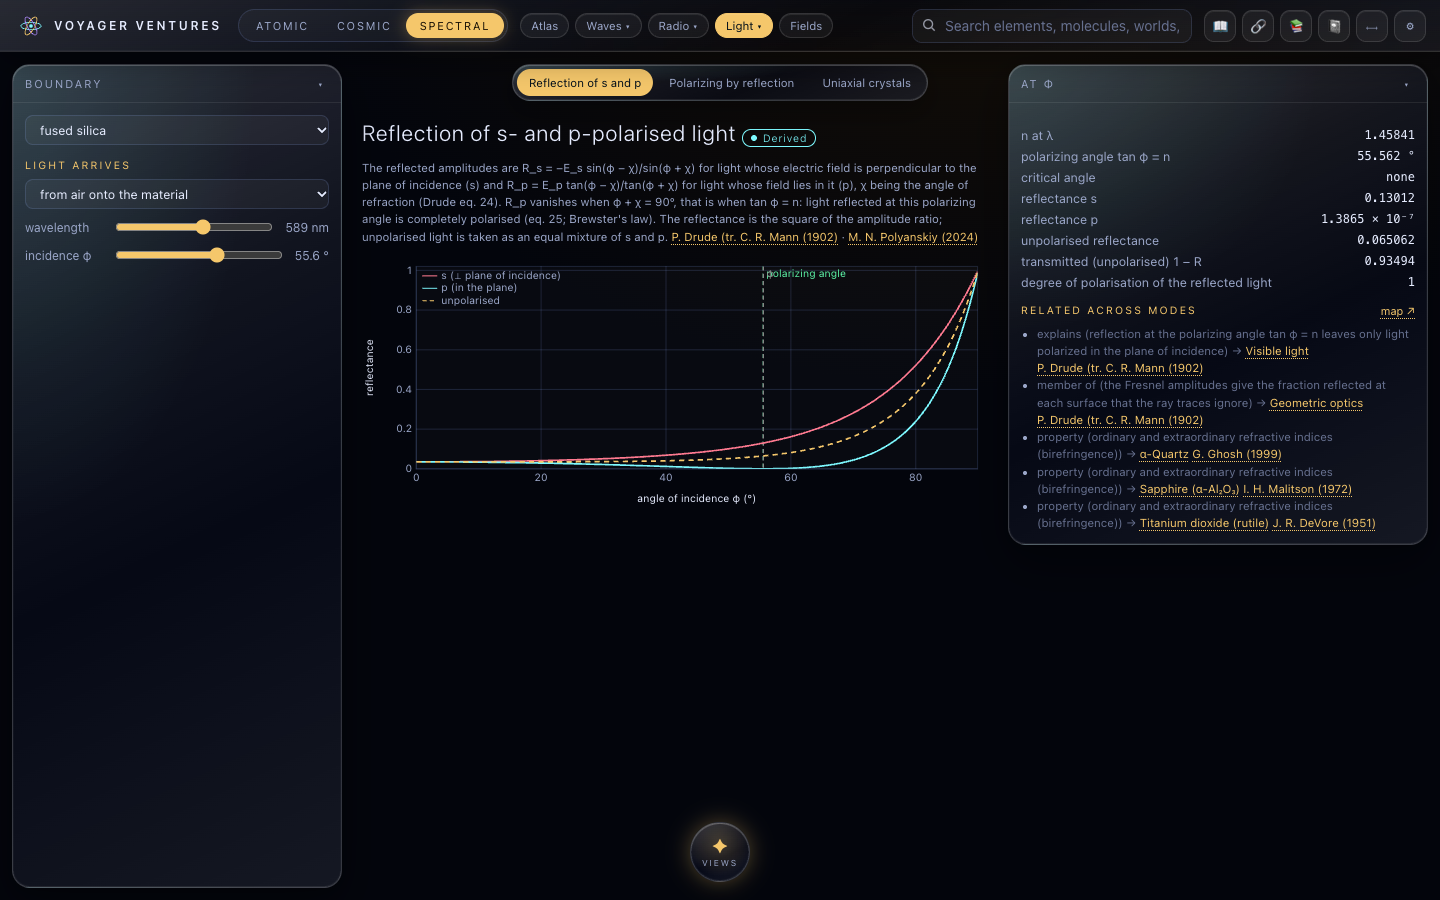 VOYAGER VENTURES
ATOMIC COSMIC SPECTRAL
Atlas Waves ▾ Radio ▾ Light ▾ Fields
Search elements, molecules, worlds,
BOUNDARY
fused silica
LIGHT ARRIVES
from air onto the material
wavelength 589 nm
incidence ϕ 55.6 °
Reflection of s and p Polarizing by reflection Uniaxial crystals
Reflection of s- and p-polarised light Derived
The reflected amplitudes are R_s = −E_s sin(ϕ − χ)/sin(ϕ + χ) for light whose electric field is perpendicular to the
plane of incidence (s) and R_p = E_p tan(ϕ − χ)/tan(ϕ + χ) for light whose field lies in it (p), χ being the angle of
refraction (Drude eq. 24). R_p vanishes when ϕ + χ = 90°, that is when tan ϕ = n: light reflected at this polarizing
angle is completely polarised (eq. 25; Brewster's law). The reflectance is the square of the amplitude ratio;
unpolarised light is taken as an equal mixture of s and p. P. Drude (tr. C. R. Mann (1902) · M. N. Polyanskiy (2024)
s (⊥ plane of incidence)
p (in the plane)
unpolarised
polarizing angle
1
0.8
0.6
0.4
0.2
0
reflectance
0 20 40 60 80
angle of incidence ϕ (°)
AT Φ
n at λ 1.45841
polarizing angle tan ϕ = n 55.562 °
critical angle none
reflectance s 0.13012
reflectance p 1.3865 × 10⁻⁷
unpolarised reflectance 0.065062
transmitted (unpolarised) 1 − R 0.93494
degree of polarisation of the reflected light 1
RELATED ACROSS MODES map ↗
explains (reflection at the polarizing angle tan ϕ = n leaves only light
polarized in the plane of incidence) → Visible light
P. Drude (tr. C. R. Mann (1902)
member of (the Fresnel amplitudes give the fraction reflected at
each surface that the ray traces ignore) → Geometric optics
P. Drude (tr. C. R. Mann (1902)
property (ordinary and extraordinary refractive indices
(birefringence)) → α-Quartz G. Ghosh (1999)
property (ordinary and extraordinary refractive indices
(birefringence)) → Sapphire (α-Al₂O₃) I. H. Malitson (1972)
property (ordinary and extraordinary refractive indices
(birefringence)) → Titanium dioxide (rutile) J. R. DeVore (1951)
VIEWS